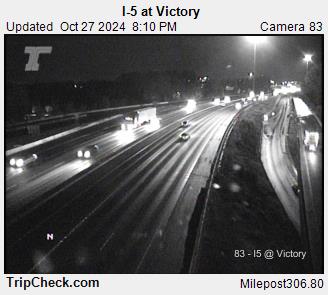 I-5 at Victory
Updated Oct 27 2024 8:10 PM Camera 83
T
N
83 - I5 @ Victory
TripCheck.com Milepost306.80